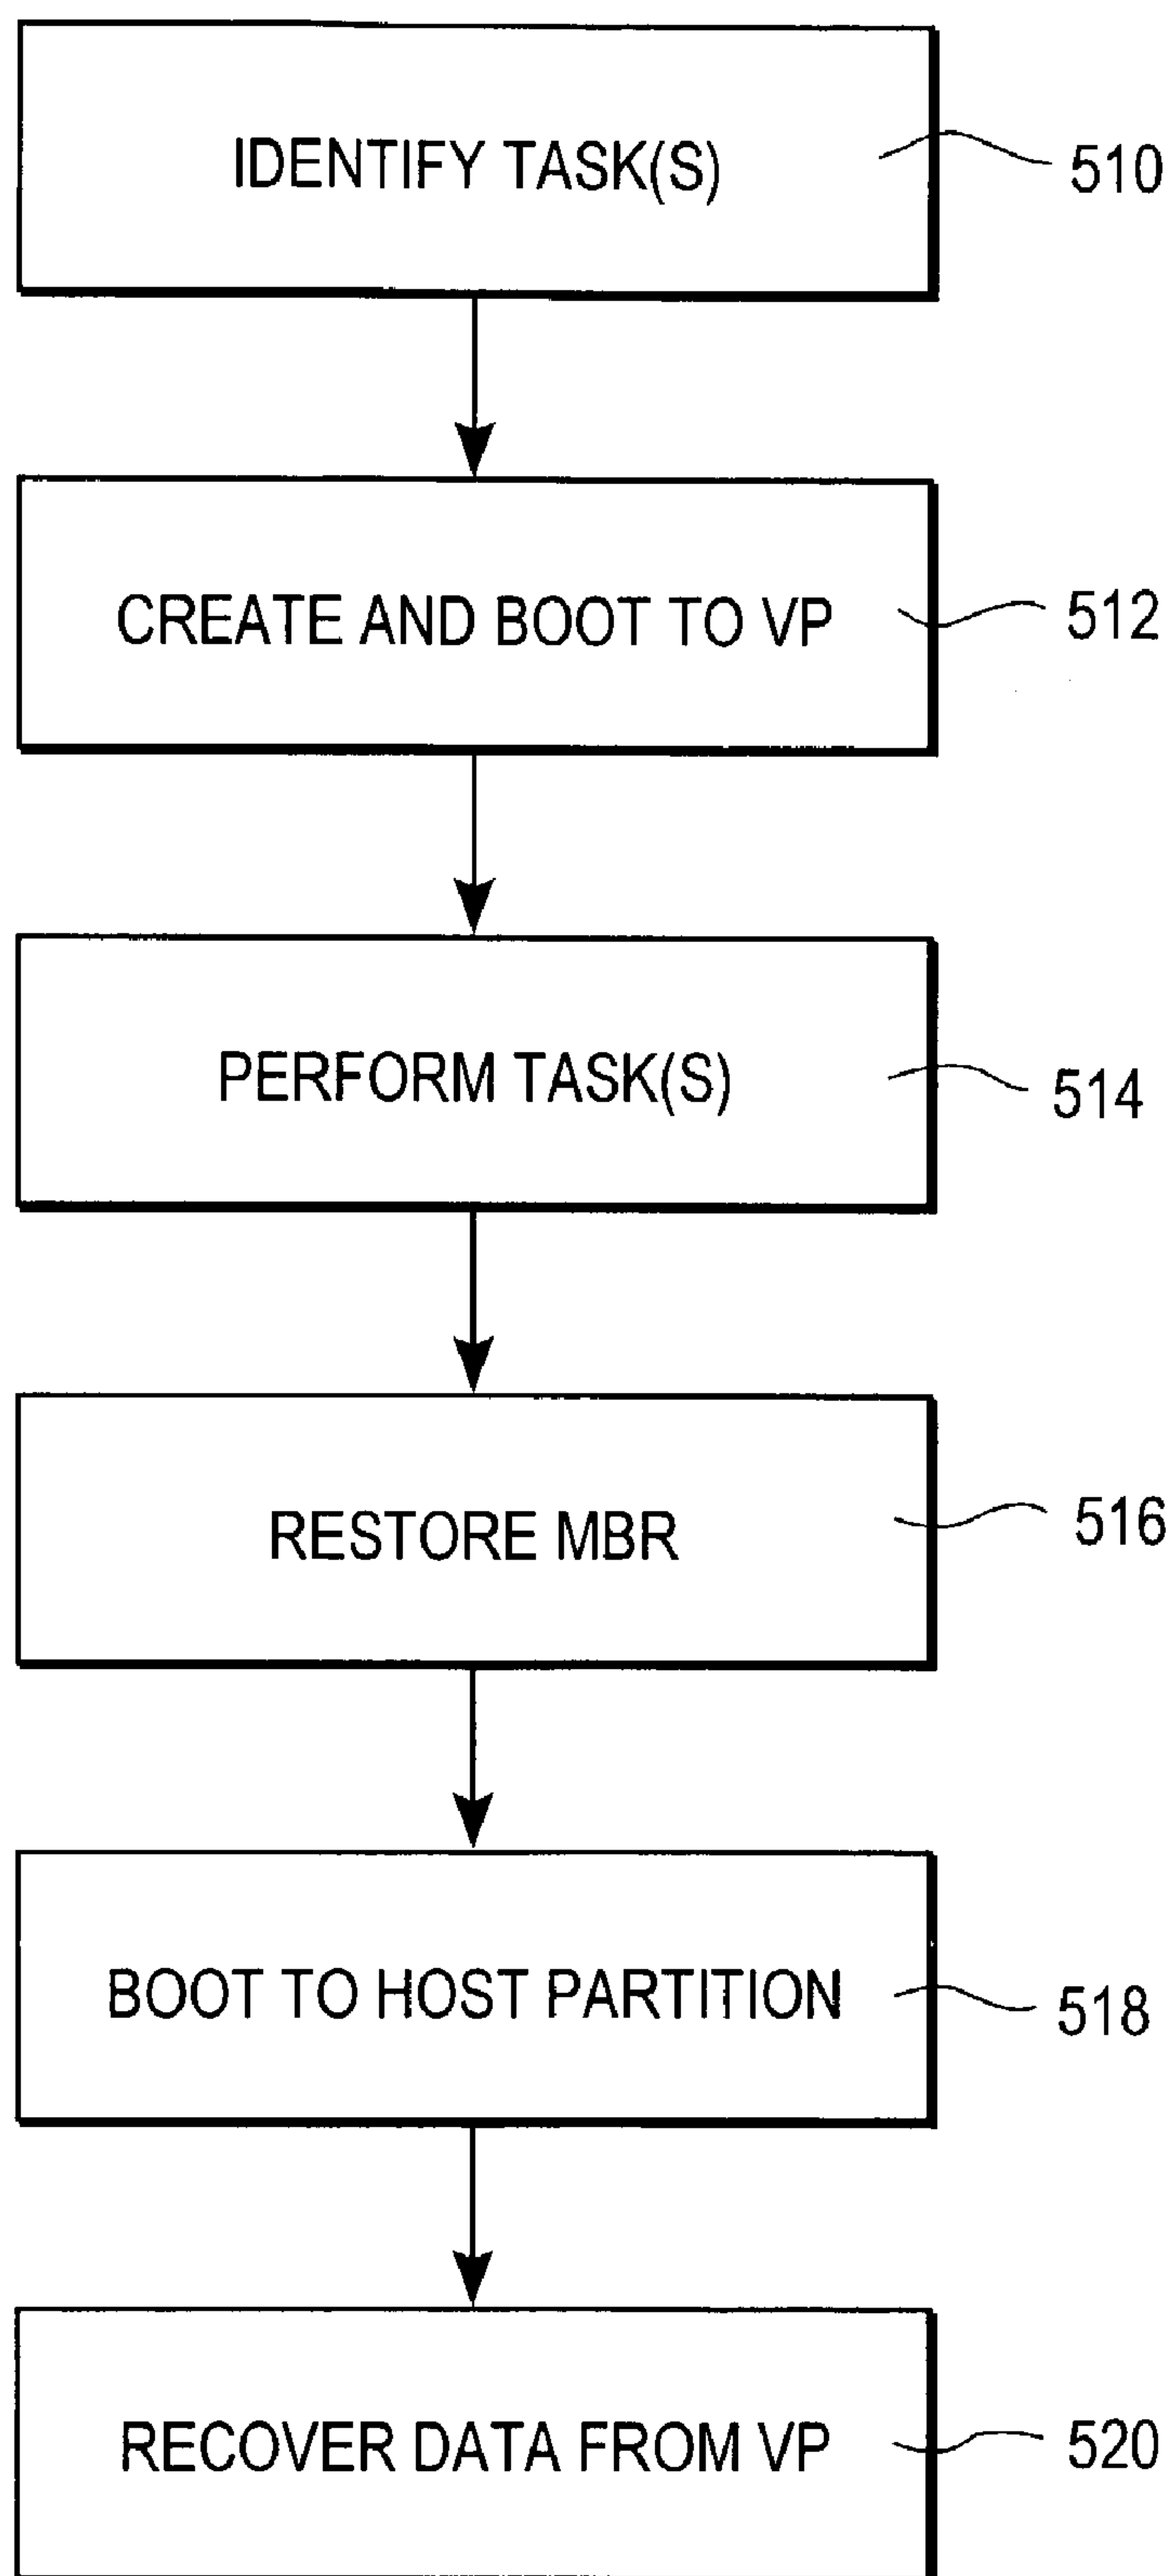 IDENTIFY TASK(S)
510
CREATE AND BOOT TO VP
512
PERFORM TASK(S)
514
RESTORE MBR
516
BOOT TO HOST PARTITION
518
RECOVER DATA FROM VP
520